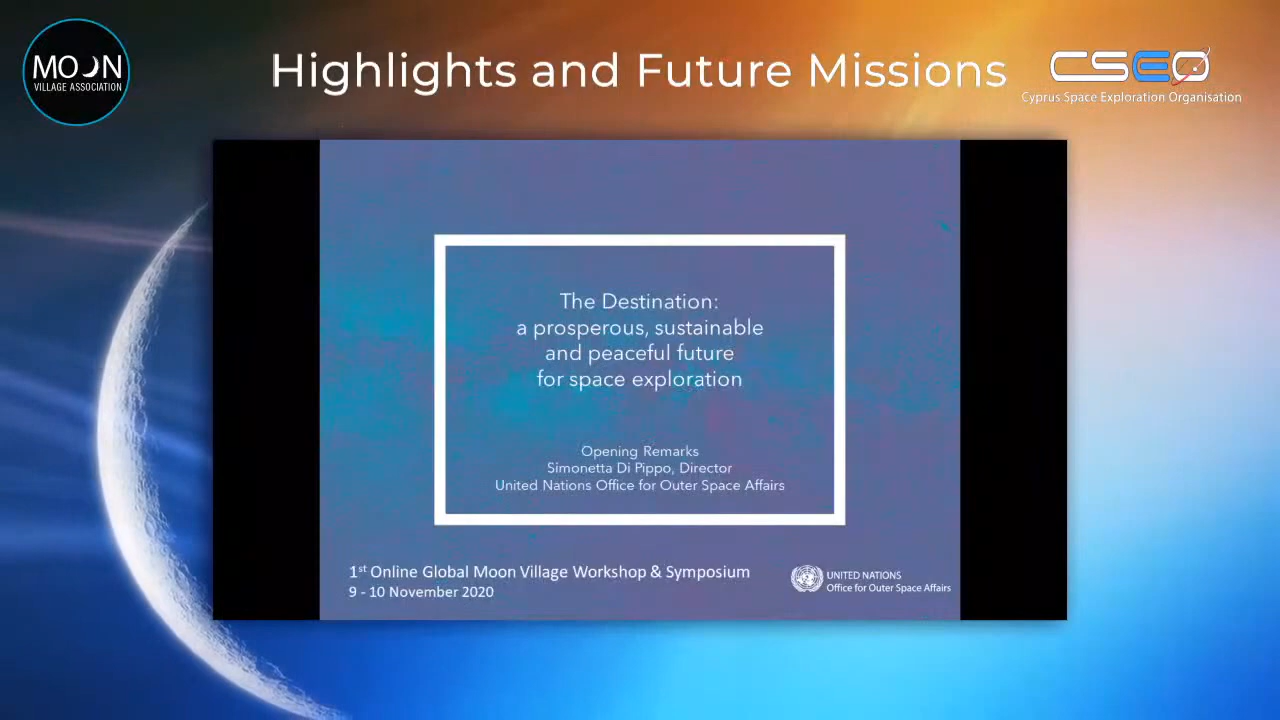 MOON
VILLAGE ASSOCIATION
Highlights and Future Missions
CSEO
Cyprus Space Exploration Organisation
The Destination:
a prosperous, sustainable
and peaceful future
for space exploration
Opening Remarks
Simonetta Di Pippo, Director
United Nations Office for Outer Space Affairs
1st Online Global Moon Village Workshop & Symposium
9 - 10 November 2020
UNITED NATIONS
Office for Outer Space Affairs